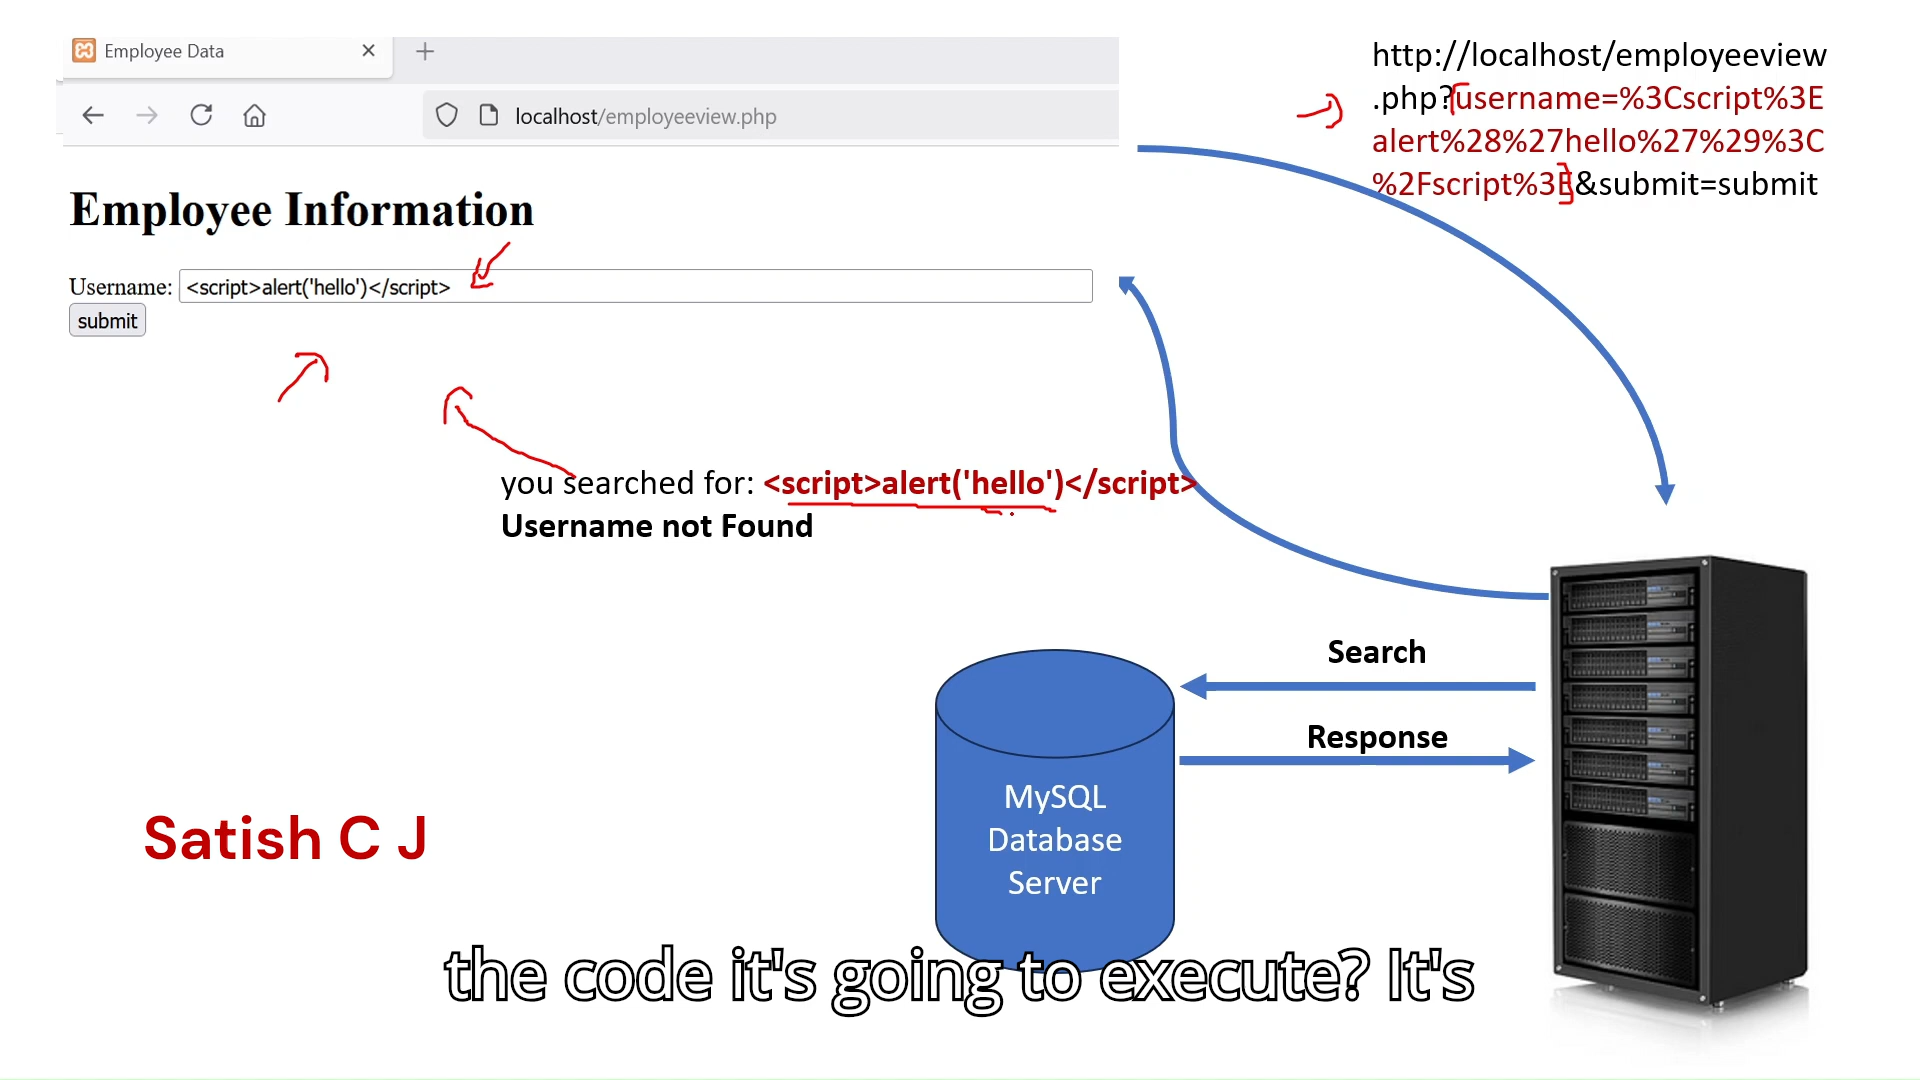 Employee Data
localhost/employeeview.php
http://localhost/employeeview
.php?username=%3Cscript%3E
alert%28%27hello%27%29%3C
%2Fscript%3E&submit=submit
Employee Information
Username: <script>alert('hello')</script>
submit
you searched for: <script>alert('hello')</script>
Username not Found
Search
Response
MySQL
Database
Server
Satish C J
the code it's going to execute? It's